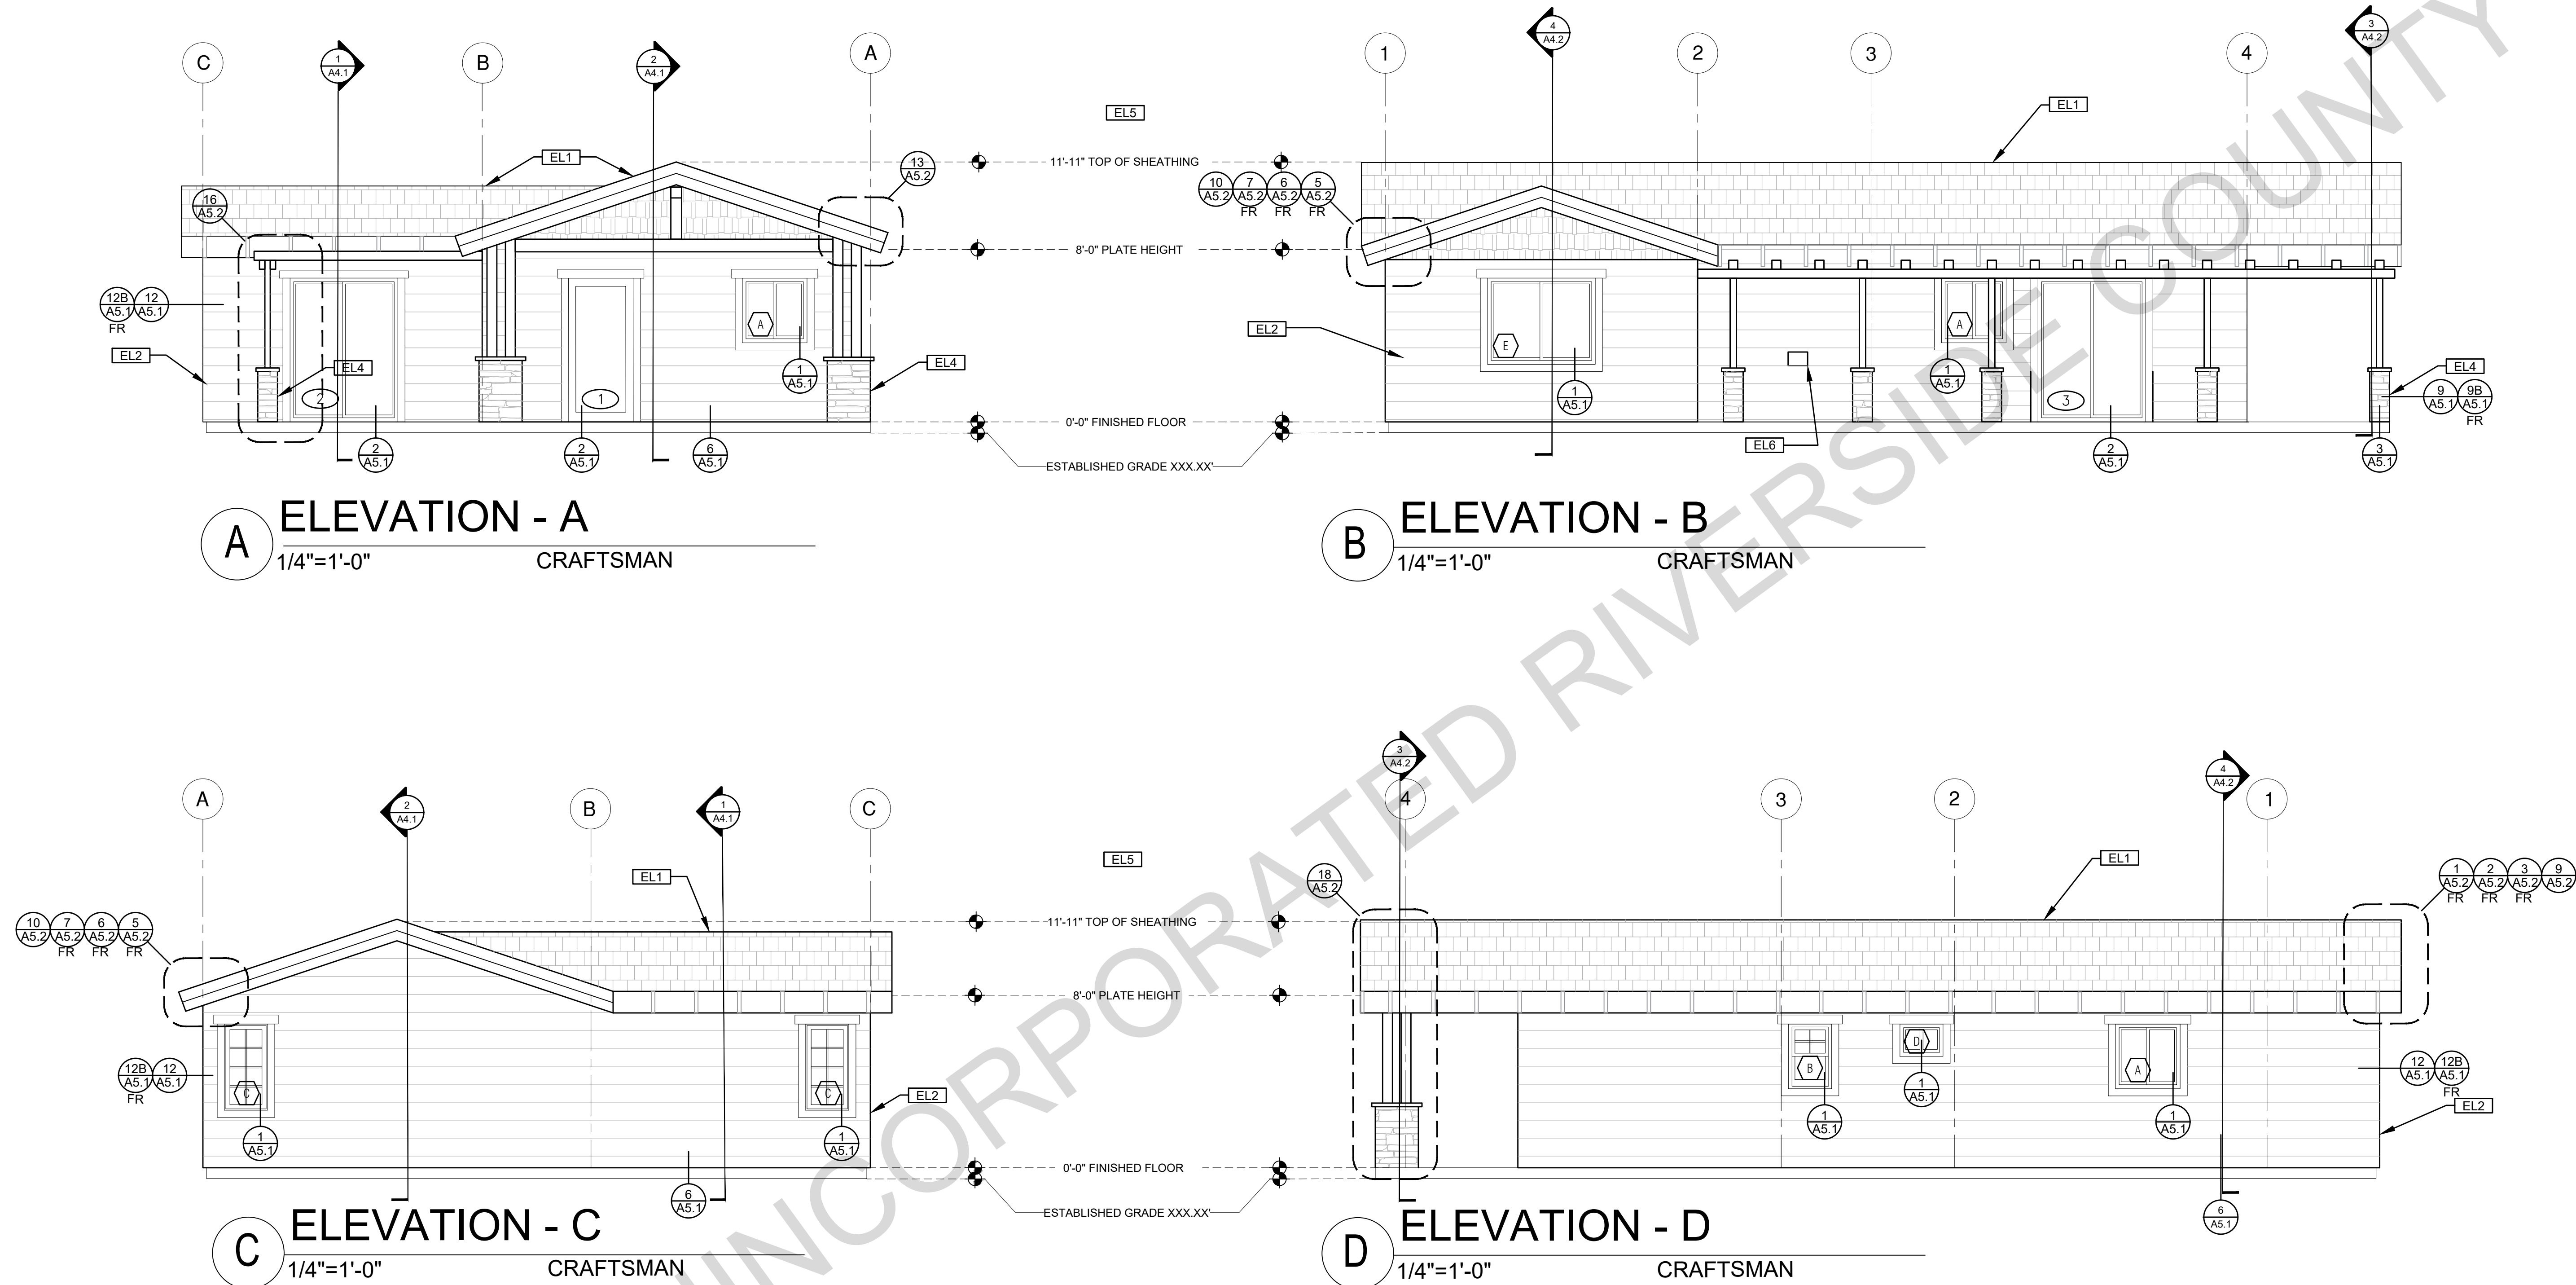 C
1
A4.1
B
2
A4.1
A
EL5
EL1
13
A5.2
16
A5.2
12B
A5.1
FR
12
A5.1
EL2
EL4
2
1
A
1
A5.1
EL4
2
A5.1
2
A5.1
6
A5.1
11'-11" TOP OF SHEATHING
8'-0" PLATE HEIGHT
0'-0" FINISHED FLOOR
ESTABLISHED GRADE XXX.XX'
A
ELEVATION - A
1/4"=1'-0" CRAFTSMAN
1
4
A4.2
2
3
4
3
A4.2
EL1
10
A5.2
7
A5.2
FR
6
A5.2
FR
5
A5.2
FR
EL2
E
1
A5.1
EL6
A
1
A5.1
3
2
A5.1
EL4
9
A5.1
9B
A5.1
FR
3
A5.1
B
ELEVATION - B
1/4"=1'-0" CRAFTSMAN
A
2
A4.1
B
1
A4.1
C
EL5
EL1
10
A5.2
7
A5.2
FR
6
A5.2
FR
5
A5.2
FR
12B
A5.1
FR
12
A5.1
C
1
A5.1
C
1
A5.1
EL2
6
A5.1
11'-11" TOP OF SHEATHING
8'-0" PLATE HEIGHT
0'-0" FINISHED FLOOR
ESTABLISHED GRADE XXX.XX'
C
ELEVATION - C
1/4"=1'-0" CRAFTSMAN
3
A4.2
4
3
2
4
A4.2
1
EL1
18
A5.2
1
A5.2
FR
2
A5.2
FR
3
A5.2
FR
9
A5.2
B
1
A5.1
D
1
A5.1
A
1
A5.1
12
A5.1
12B
A5.1
FR
EL2
6
A5.1
D
ELEVATION - D
1/4"=1'-0" CRAFTSMAN
UNINCORPORATED RIVERSIDE COUNTY